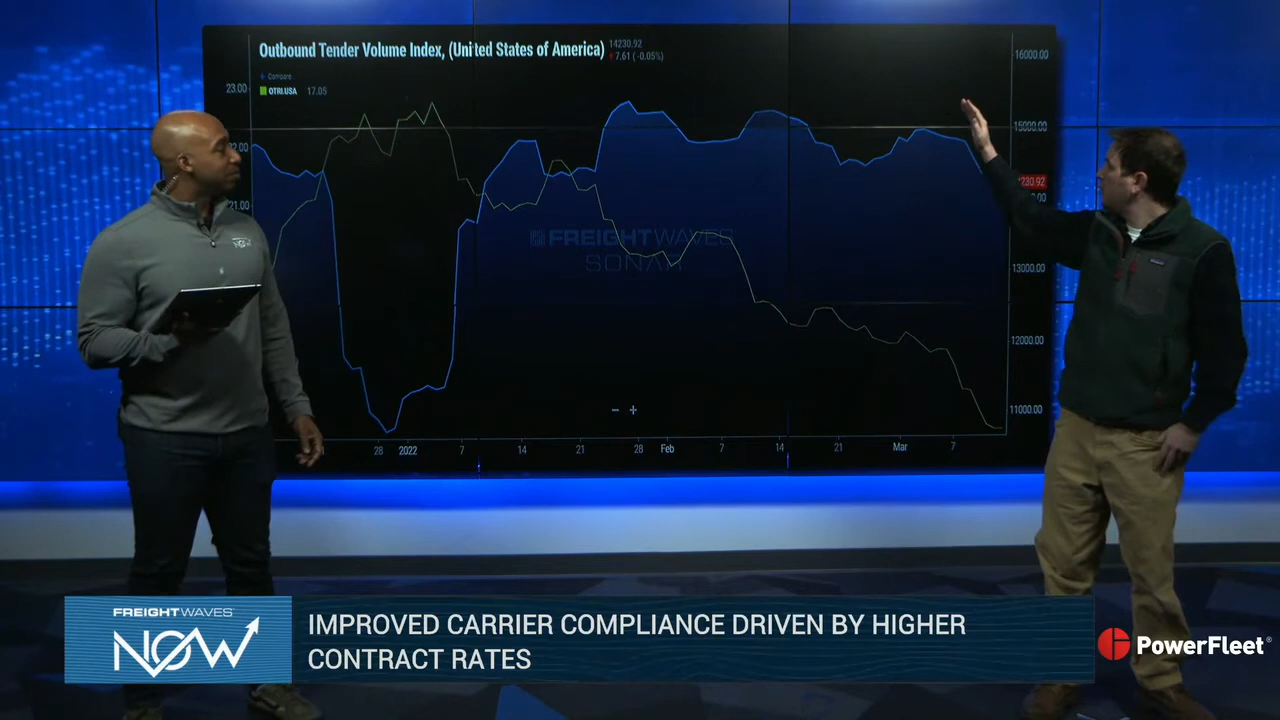 Outbound Tender Volume Index, (United States of America)
14230.92
7.61 (-0.05%)
+ Compare
OTRI.USA 17.05
23.00
22.00
21.00
16000.00
15000.00
13000.00
12000.00
11000.00
FREIGHTWAVES
SONAR
− +
28 2022 7 14 21 28 Feb 7 14 21 Mar 7
FREIGHTWAVES
NOW
IMPROVED CARRIER COMPLIANCE DRIVEN BY HIGHER
CONTRACT RATES
PowerFleet®